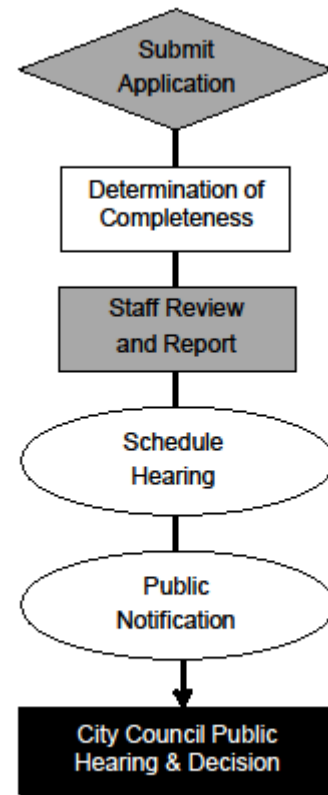 Submit
Application
Determination of
Completeness
Staff Review
and Report
Schedule
Hearing
Public
Notification
City Council Public
Hearing & Decision